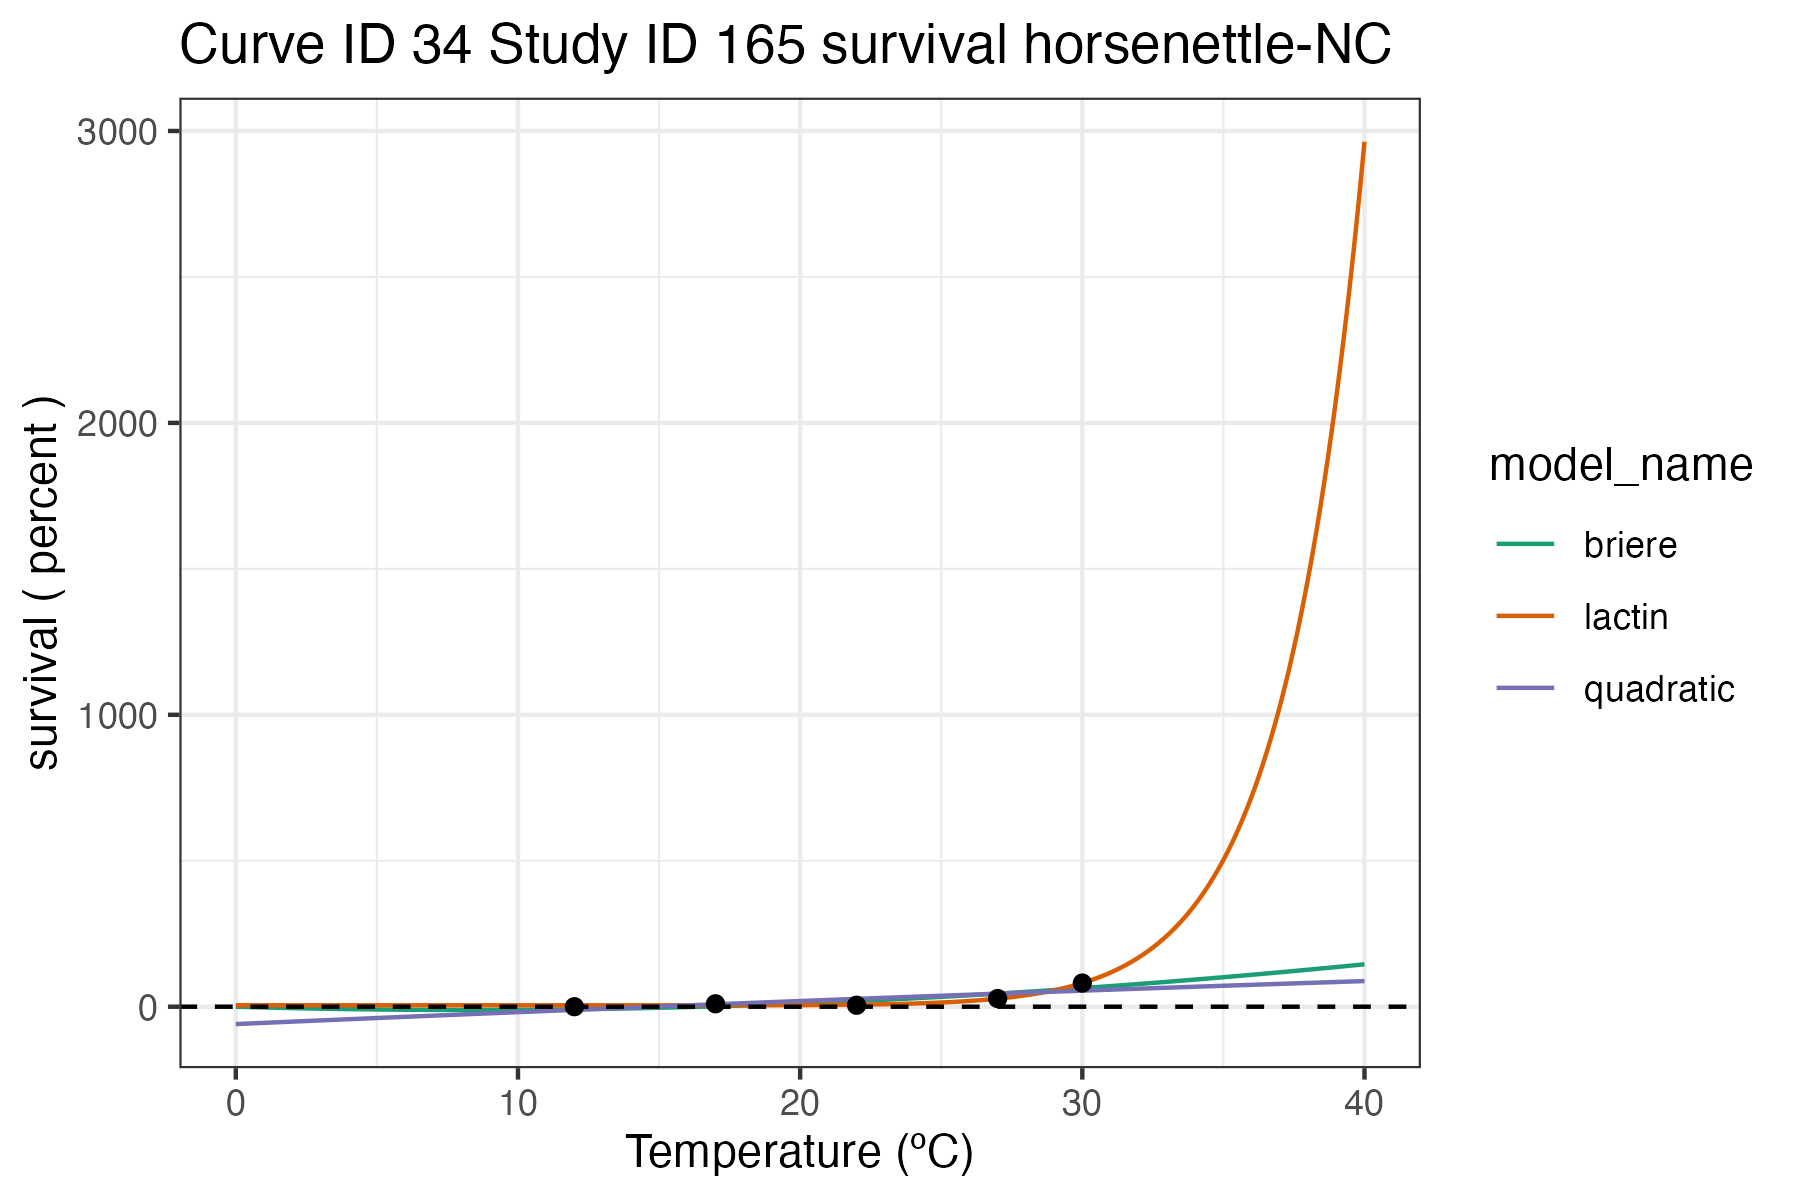 Curve ID 34 Study ID 165 survival horsenettle-NC
3000
2000
1000
0
survival ( percent )
0 10 20 30 40
Temperature (ºC)
model_name
briere
lactin
quadratic